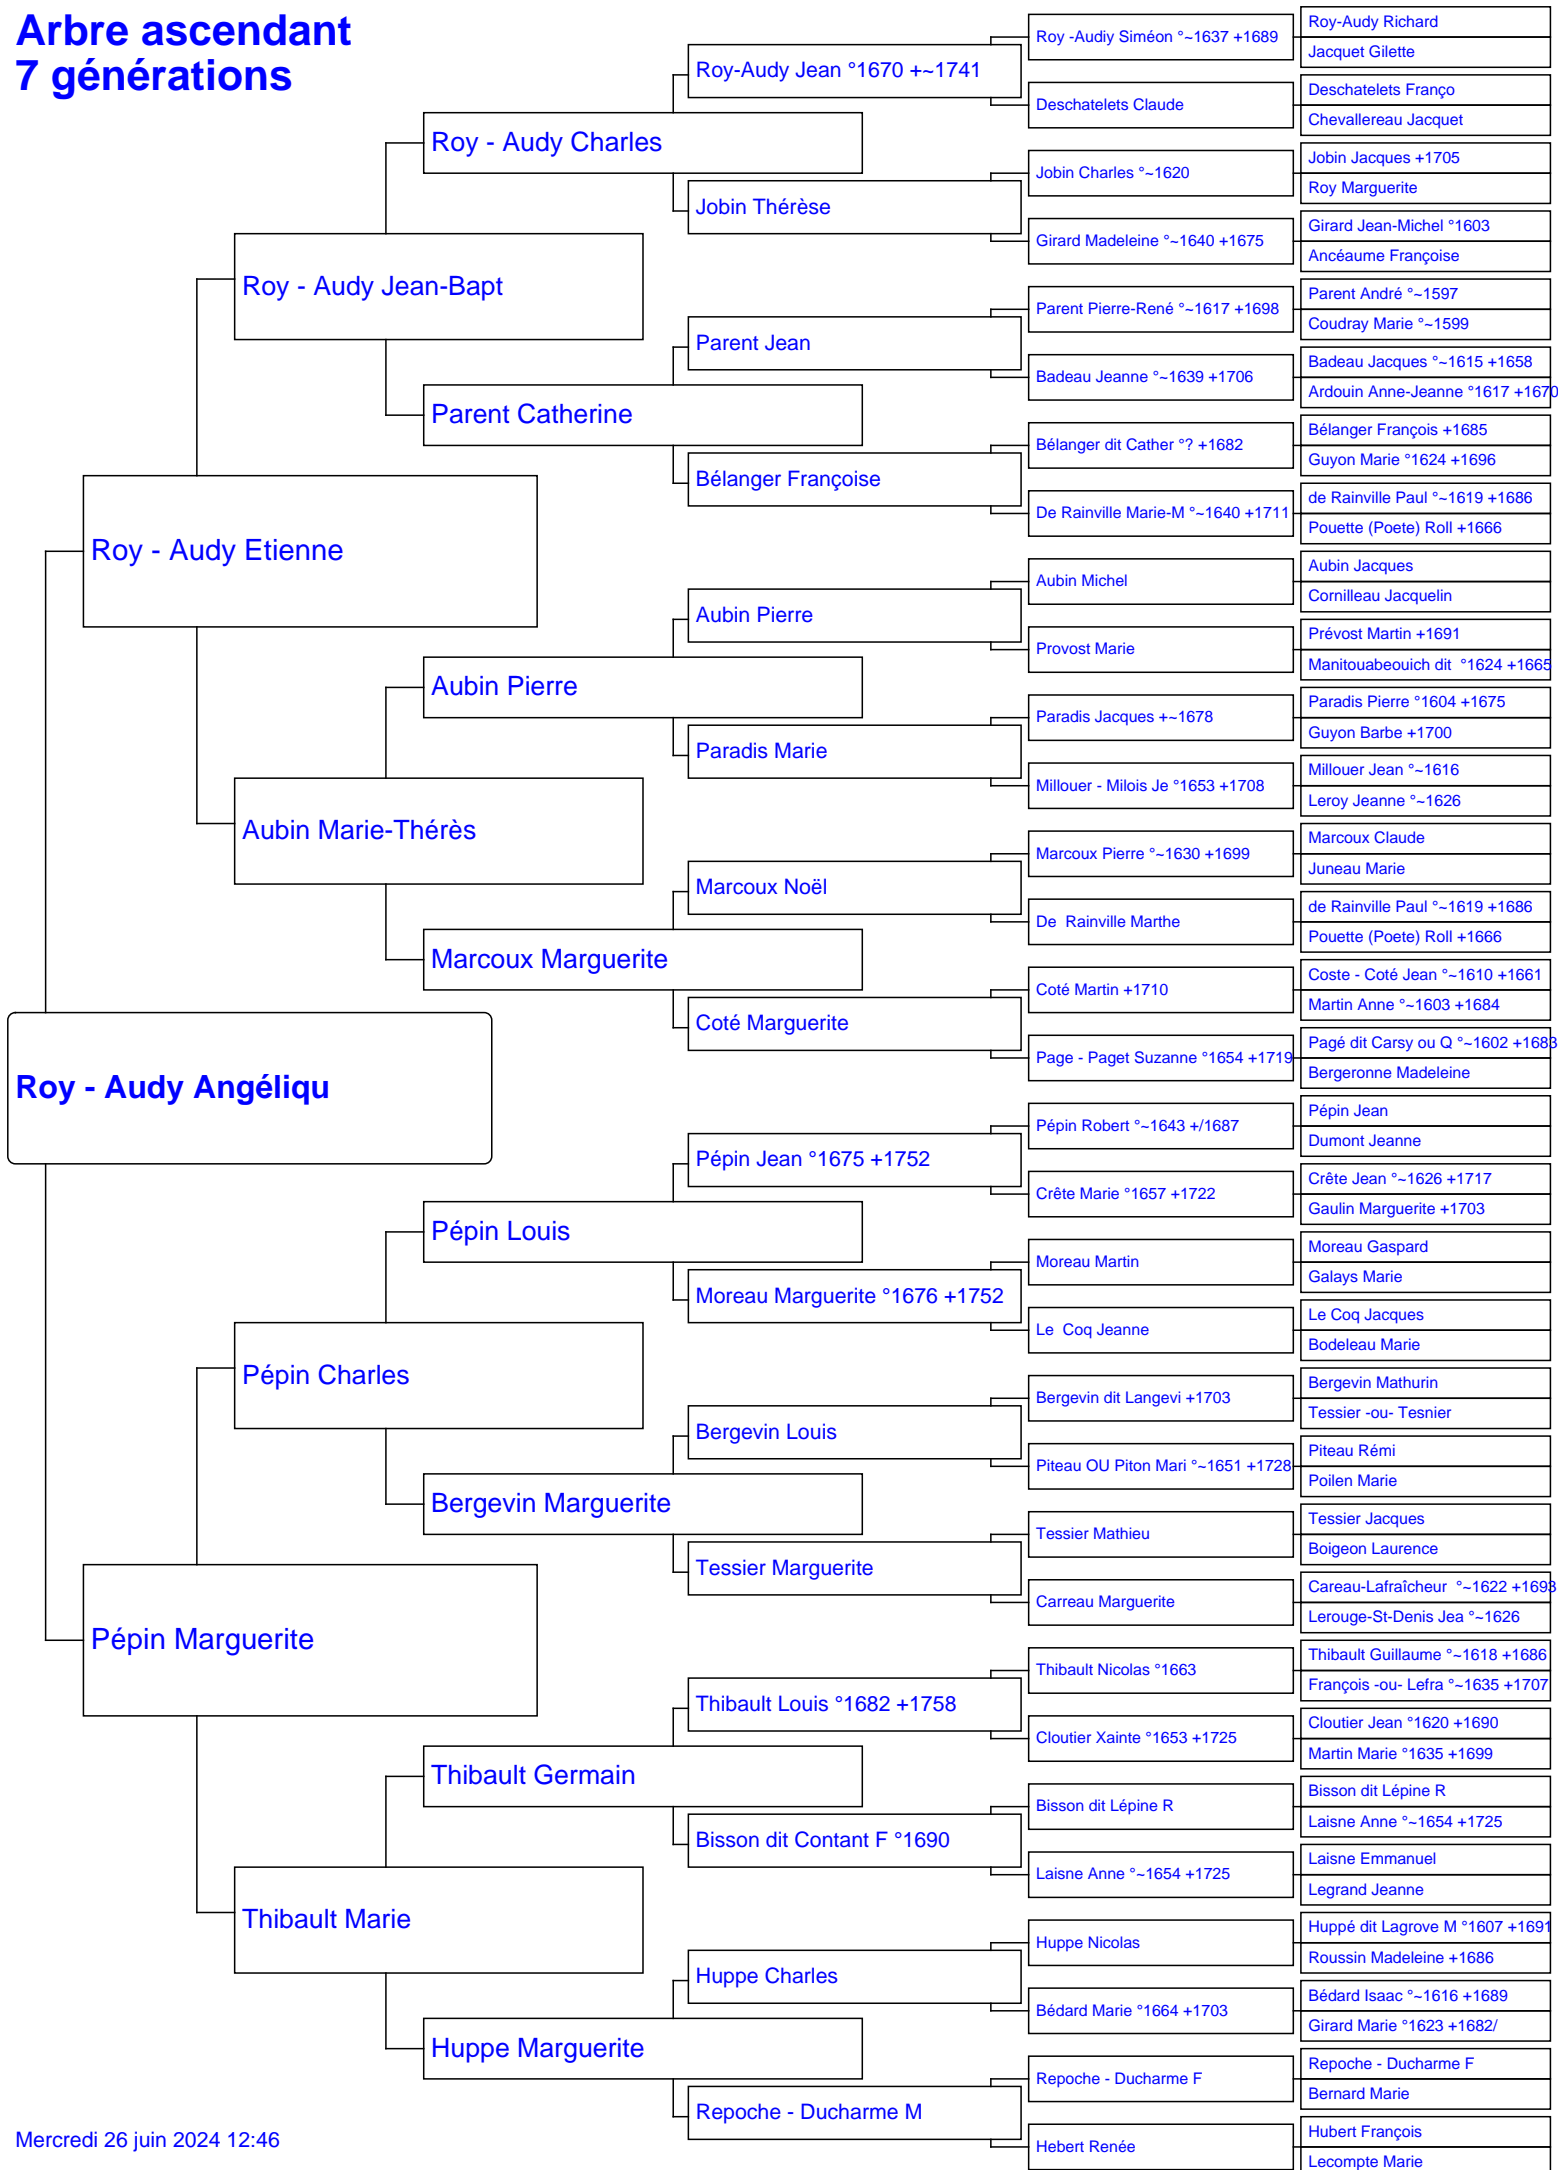 Arbre ascendant
7 générations
Roy - Audy Angéliqu
Roy - Audy Etienne
Pépin Marguerite
Roy - Audy Jean-Bapt
Aubin Marie-Thérès
Pépin Charles
Thibault Marie
Roy - Audy Charles
Parent Catherine
Aubin Pierre
Marcoux Marguerite
Pépin Louis
Bergevin Marguerite
Thibault Germain
Huppe Marguerite
Roy-Audy Jean °1670 +~1741
Jobin Thérèse
Parent Jean
Bélanger Françoise
Aubin Pierre
Paradis Marie
Marcoux Noël
Coté Marguerite
Pépin Jean °1675 +1752
Moreau Marguerite °1676 +1752
Bergevin Louis
Tessier Marguerite
Thibault Louis °1682 +1758
Bisson dit Contant F °1690
Huppe Charles
Repoche - Ducharme M
Roy -Audiy Siméon °~1637 +1689
Deschatelets Claude
Jobin Charles °~1620
Girard Madeleine °~1640 +1675
Parent Pierre-René °~1617 +1698
Badeau Jeanne °~1639 +1706
Bélanger dit Cather °? +1682
De Rainville Marie-M °~1640 +1711
Aubin Michel
Provost Marie
Paradis Jacques +~1678
Millouer - Milois Je °1653 +1708
Marcoux Pierre °~1630 +1699
De  Rainville Marthe
Coté Martin +1710
Page - Paget Suzanne °1654 +1719
Pépin Robert °~1643 +/1687
Crête Marie °1657 +1722
Moreau Martin
Le  Coq Jeanne
Bergevin dit Langevi +1703
Piteau OU Piton Mari °~1651 +1728
Tessier Mathieu
Carreau Marguerite
Thibault Nicolas °1663
Cloutier Xainte °1653 +1725
Bisson dit Lépine R
Laisne Anne °~1654 +1725
Huppe Nicolas
Bédard Marie °1664 +1703
Repoche - Ducharme F
Hebert Renée
Roy-Audy Richard
Jacquet Gilette
Deschatelets Franço
Chevallereau Jacquet
Jobin Jacques +1705
Roy Marguerite
Girard Jean-Michel °1603
Ancéaume Françoise
Parent André °~1597
Coudray Marie °~1599
Badeau Jacques °~1615 +1658
Ardouin Anne-Jeanne °1617 +1670
Bélanger François +1685
Guyon Marie °1624 +1696
de Rainville Paul °~1619 +1686
Pouette (Poete) Roll +1666
Aubin Jacques
Cornilleau Jacquelin
Prévost Martin +1691
Manitouabeouich dit  °1624 +1665
Paradis Pierre °1604 +1675
Guyon Barbe +1700
Millouer Jean °~1616
Leroy Jeanne °~1626
Marcoux Claude
Juneau Marie
de Rainville Paul °~1619 +1686
Pouette (Poete) Roll +1666
Coste - Coté Jean °~1610 +1661
Martin Anne °~1603 +1684
Pagé dit Carsy ou Q °~1602 +1683
Bergeronne Madeleine
Pépin Jean
Dumont Jeanne
Crête Jean °~1626 +1717
Gaulin Marguerite +1703
Moreau Gaspard
Galays Marie
Le Coq Jacques
Bodeleau Marie
Bergevin Mathurin
Tessier -ou- Tesnier
Piteau Rémi
Poilen Marie
Tessier Jacques
Boigeon Laurence
Careau-Lafraîcheur  °~1622 +1693
Lerouge-St-Denis Jea °~1626
Thibault Guillaume °~1618 +1686
François -ou- Lefra °~1635 +1707
Cloutier Jean °1620 +1690
Martin Marie °1635 +1699
Bisson dit Lépine R
Laisne Anne °~1654 +1725
Laisne Emmanuel
Legrand Jeanne
Huppé dit Lagrove M °1607 +1691
Roussin Madeleine +1686
Bédard Isaac °~1616 +1689
Girard Marie °1623 +1682/
Repoche - Ducharme F
Bernard Marie
Hubert François
Lecompte Marie
Mercredi 26 juin 2024 12:46